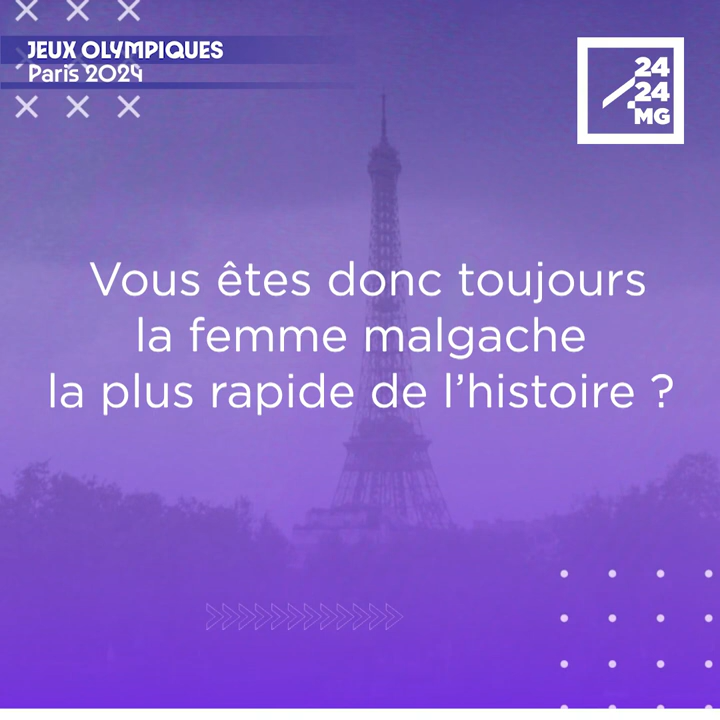 JEUX OLYMPIQUES
Paris 2024
24
24
MG
Vous êtes donc toujours
la femme malgache
la plus rapide de l’histoire ?